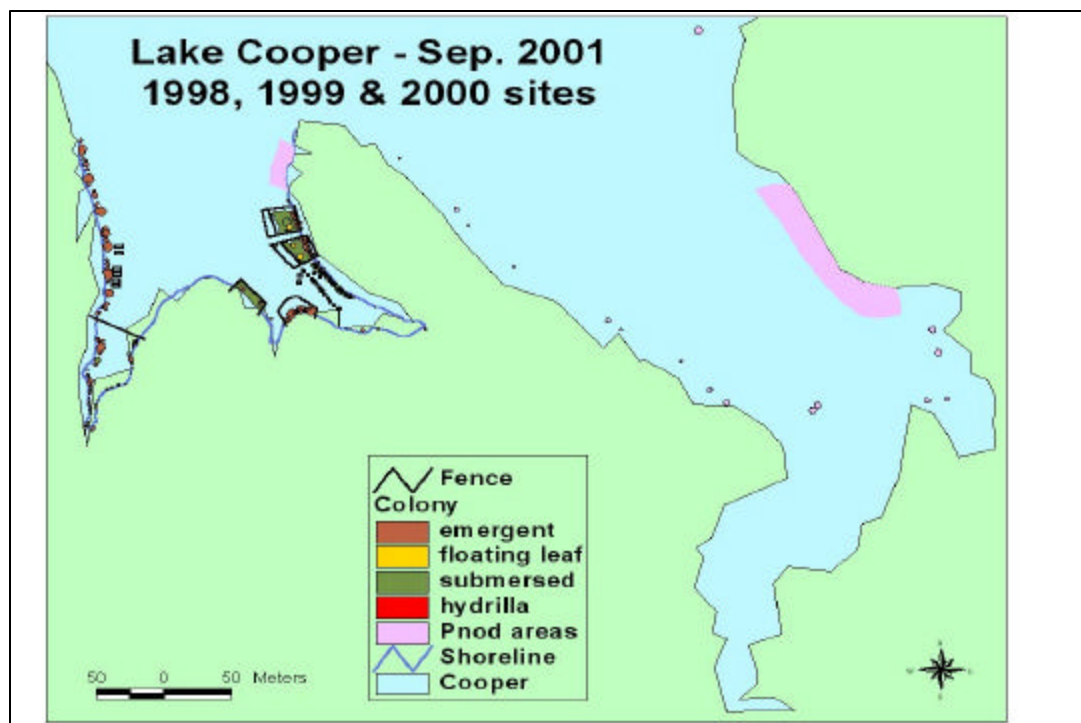 Lake Cooper - Sep. 2001
1998, 1999 & 2000 sites
Fence
Colony
emergent
floating leaf
submersed
hydrilla
Pnod areas
Shoreline
Cooper
50 0 50 Meters